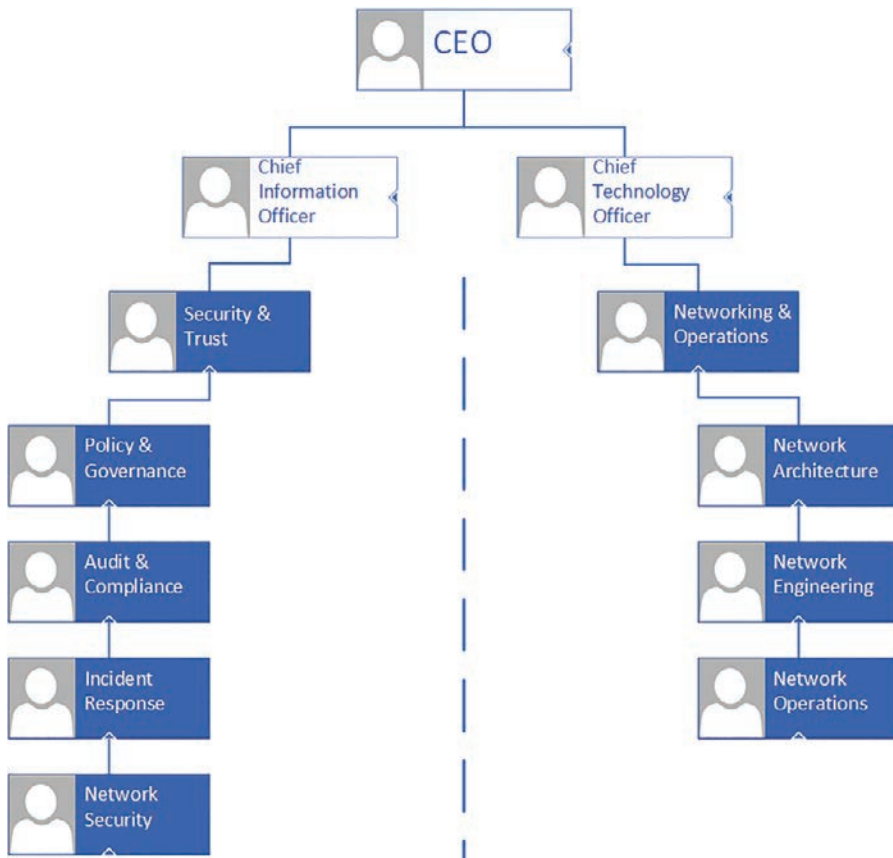 CEO
Chief
Information
Officer
Chief
Technology
Officer
Security &
Trust
Networking &
Operations
Policy &
Governance
Network
Architecture
Audit &
Compliance
Network
Engineering
Incident
Response
Network
Operations
Network
Security